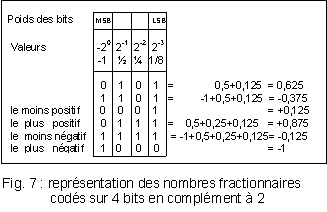 Poids des bits MSB LSB
Valeurs -2⁰ 2⁻¹ 2⁻² 2⁻³
-1 ½ ¼ 1/8
0 1 0 1 = 0,5+0,125 = 0,625
1 1 0 1 = -1+0,5+0,125 = -0,375
le moins positif 0 0 0 1 = +0,125
le plus positif 0 1 1 1 = 0,5+0,25+0,125 = +0,875
le moins négatif 1 1 1 1 = -1+0,5+0,25+0,125= -0,125
le plus négatif 1 0 0 0 = -1
Fig. 7 : représentation des nombres fractionnaires
codés sur 4 bits en complément à 2